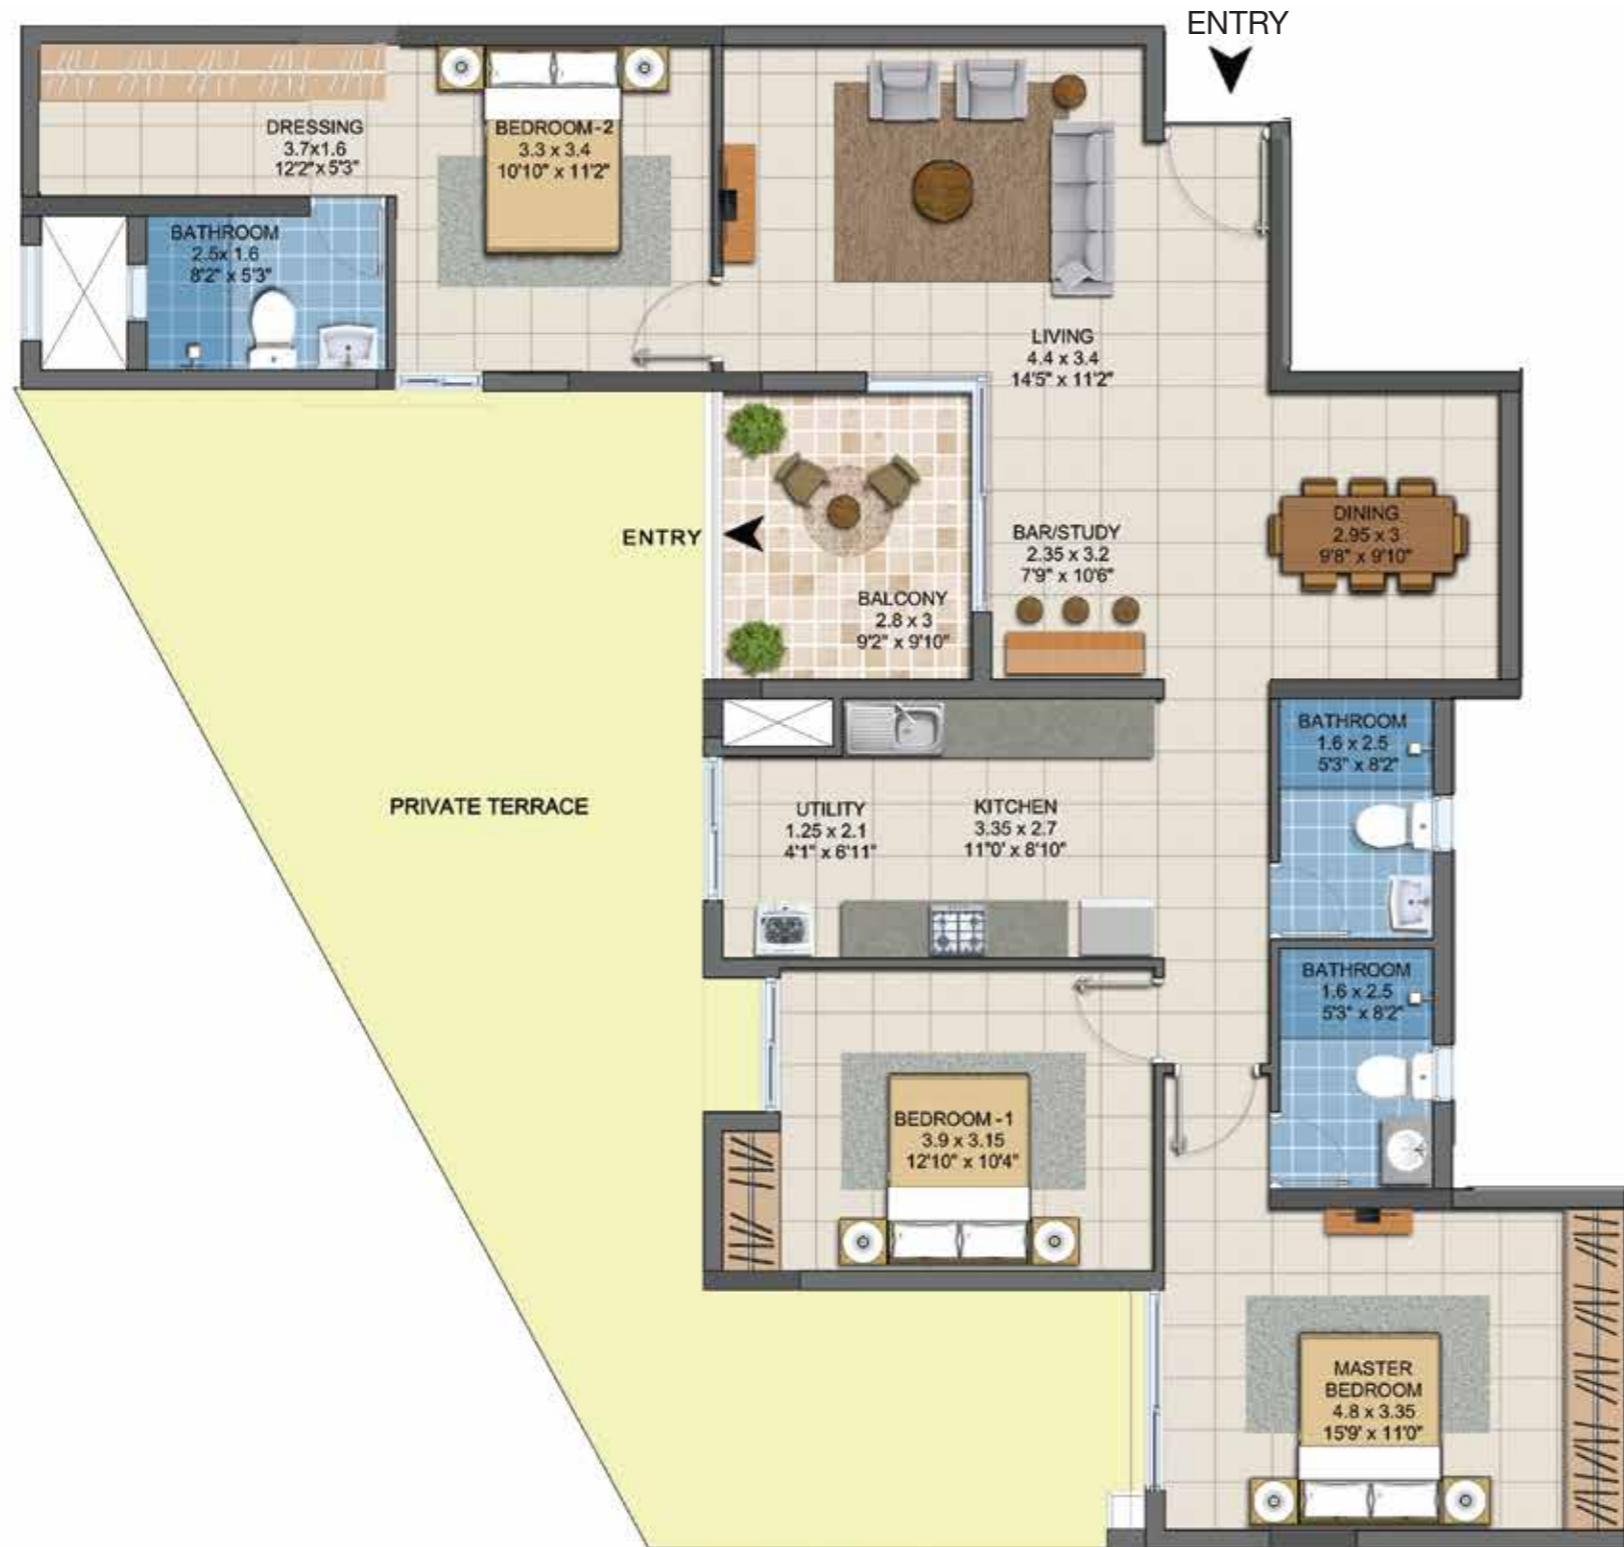 ENTRY
DRESSING
3.7x1.6
12'2" x 5'3"
BEDROOM-2
3.3 x 3.4
10'10" x 11'2"
BATHROOM
2.5x 1.6
8'2" x 5'3"
LIVING
4.4 x 3.4
14'5" x 11'2"
ENTRY
BALCONY
2.8 x 3
9'2" x 9'10"
BAR/STUDY
2.35 x 3.2
7'9" x 10'6"
DINING
2.95 x 3
9'8" x 9'10"
PRIVATE TERRACE
UTILITY
1.25 x 2.1
4'1" x 6'11"
KITCHEN
3.35 x 2.7
11'0' x 8'10"
BATHROOM
1.6 x 2.5
5'3" x 8'2"
BATHROOM
1.6 x 2.5
5'3" x 8'2"
BEDROOM -1
3.9 x 3.15
12'10" x 10'4"
MASTER
BEDROOM
4.8 x 3.35
15'9' x 11'0"